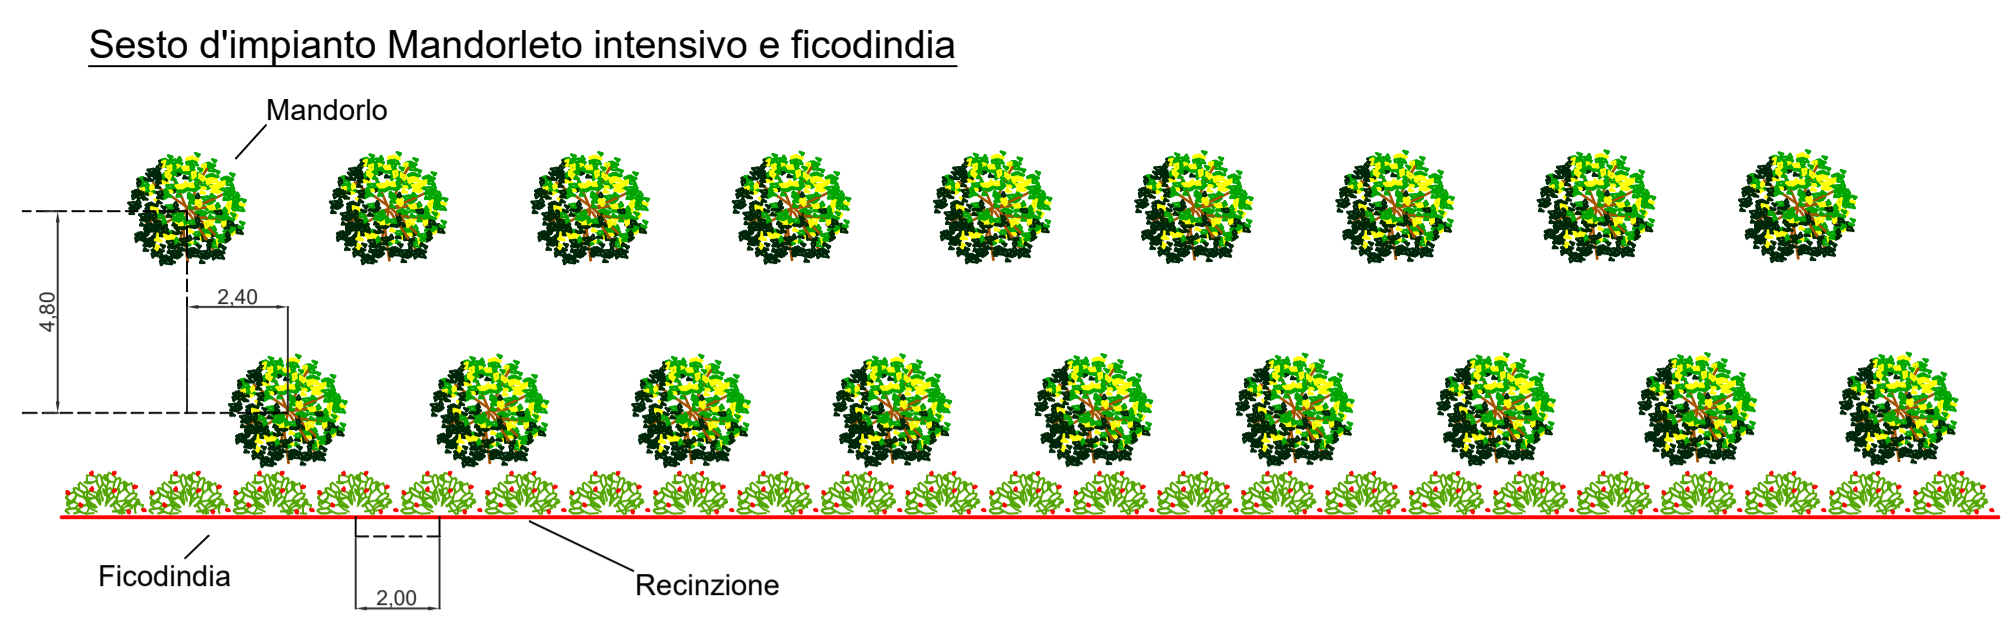 Sesto d'impianto Mandorleto intensivo e ficodindia
Mandorlo
2,40
4,80
Ficodindia
Recinzione
2,00